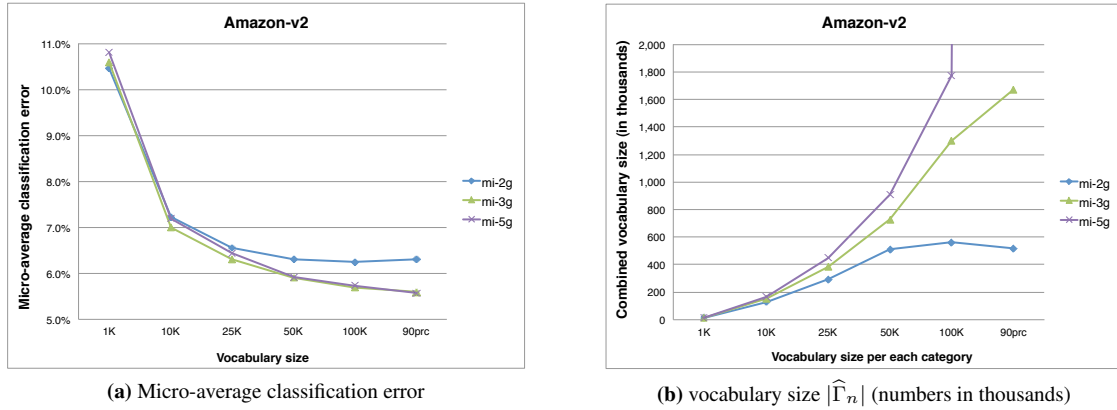 Amazon-v2
Micro-average classification error
11.0%
10.0%
9.0%
8.0%
7.0%
6.0%
5.0%
1K 10K 25K 50K 100K 90prc
Vocabulary size
mi-2g
mi-3g
mi-5g
(a) Micro-average classification error
Amazon-v2
Combined vocabulary size (in thousands)
2,000
1,800
1,600
1,400
1,200
1,000
800
600
400
200
0
1K 10K 25K 50K 100K 90prc
Vocabulary size per each category
mi-2g
mi-3g
mi-5g
(b) vocabulary size |Γ̂ₙ| (numbers in thousands)